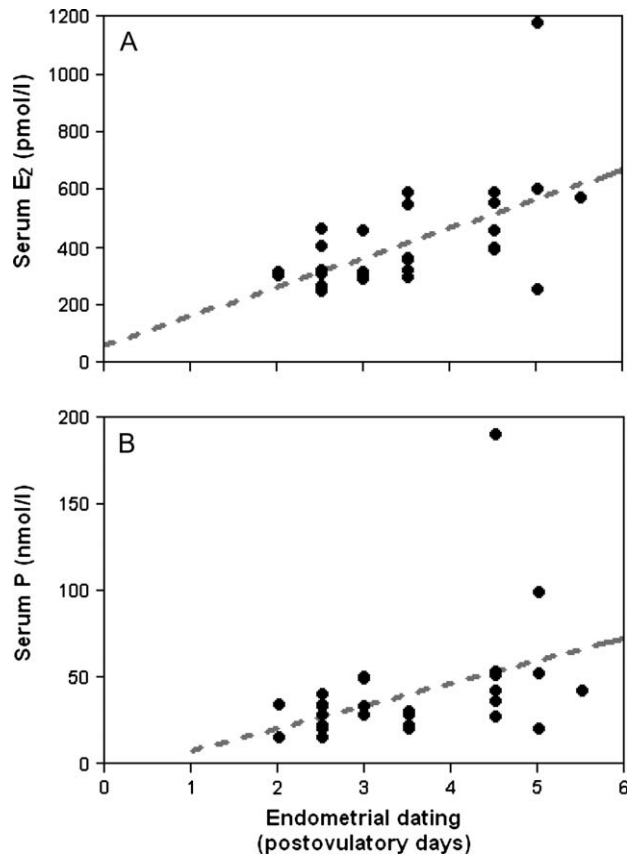 A
1200
1000
800
600
400
200
0
Serum E₂ (pmol/l)
B
200
150
100
50
0
Serum P (nmol/l)
0 1 2 3 4 5 6
Endometrial dating
(postovulatory days)